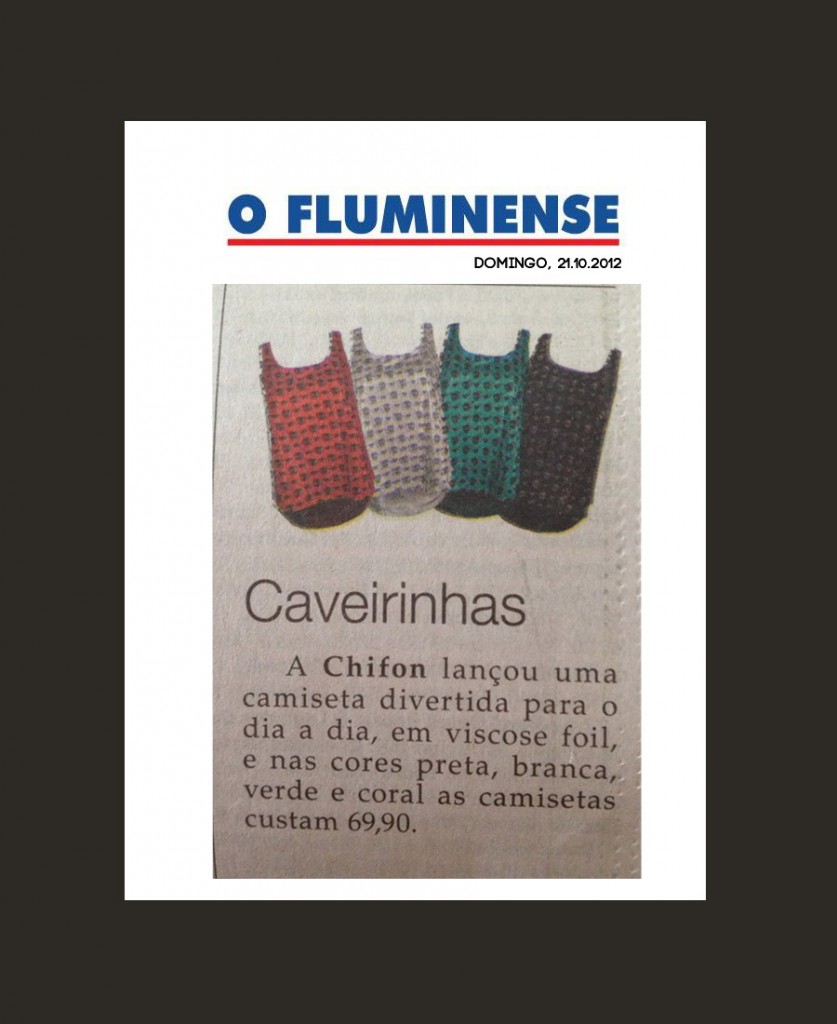 O FLUMINENSE
DOMINGO, 21.10.2012
Caveirinhas
A Chifon lançou uma
camiseta divertida para o
dia a dia, em viscose foil,
e nas cores preta, branca,
verde e coral as camisetas
custam 69,90.